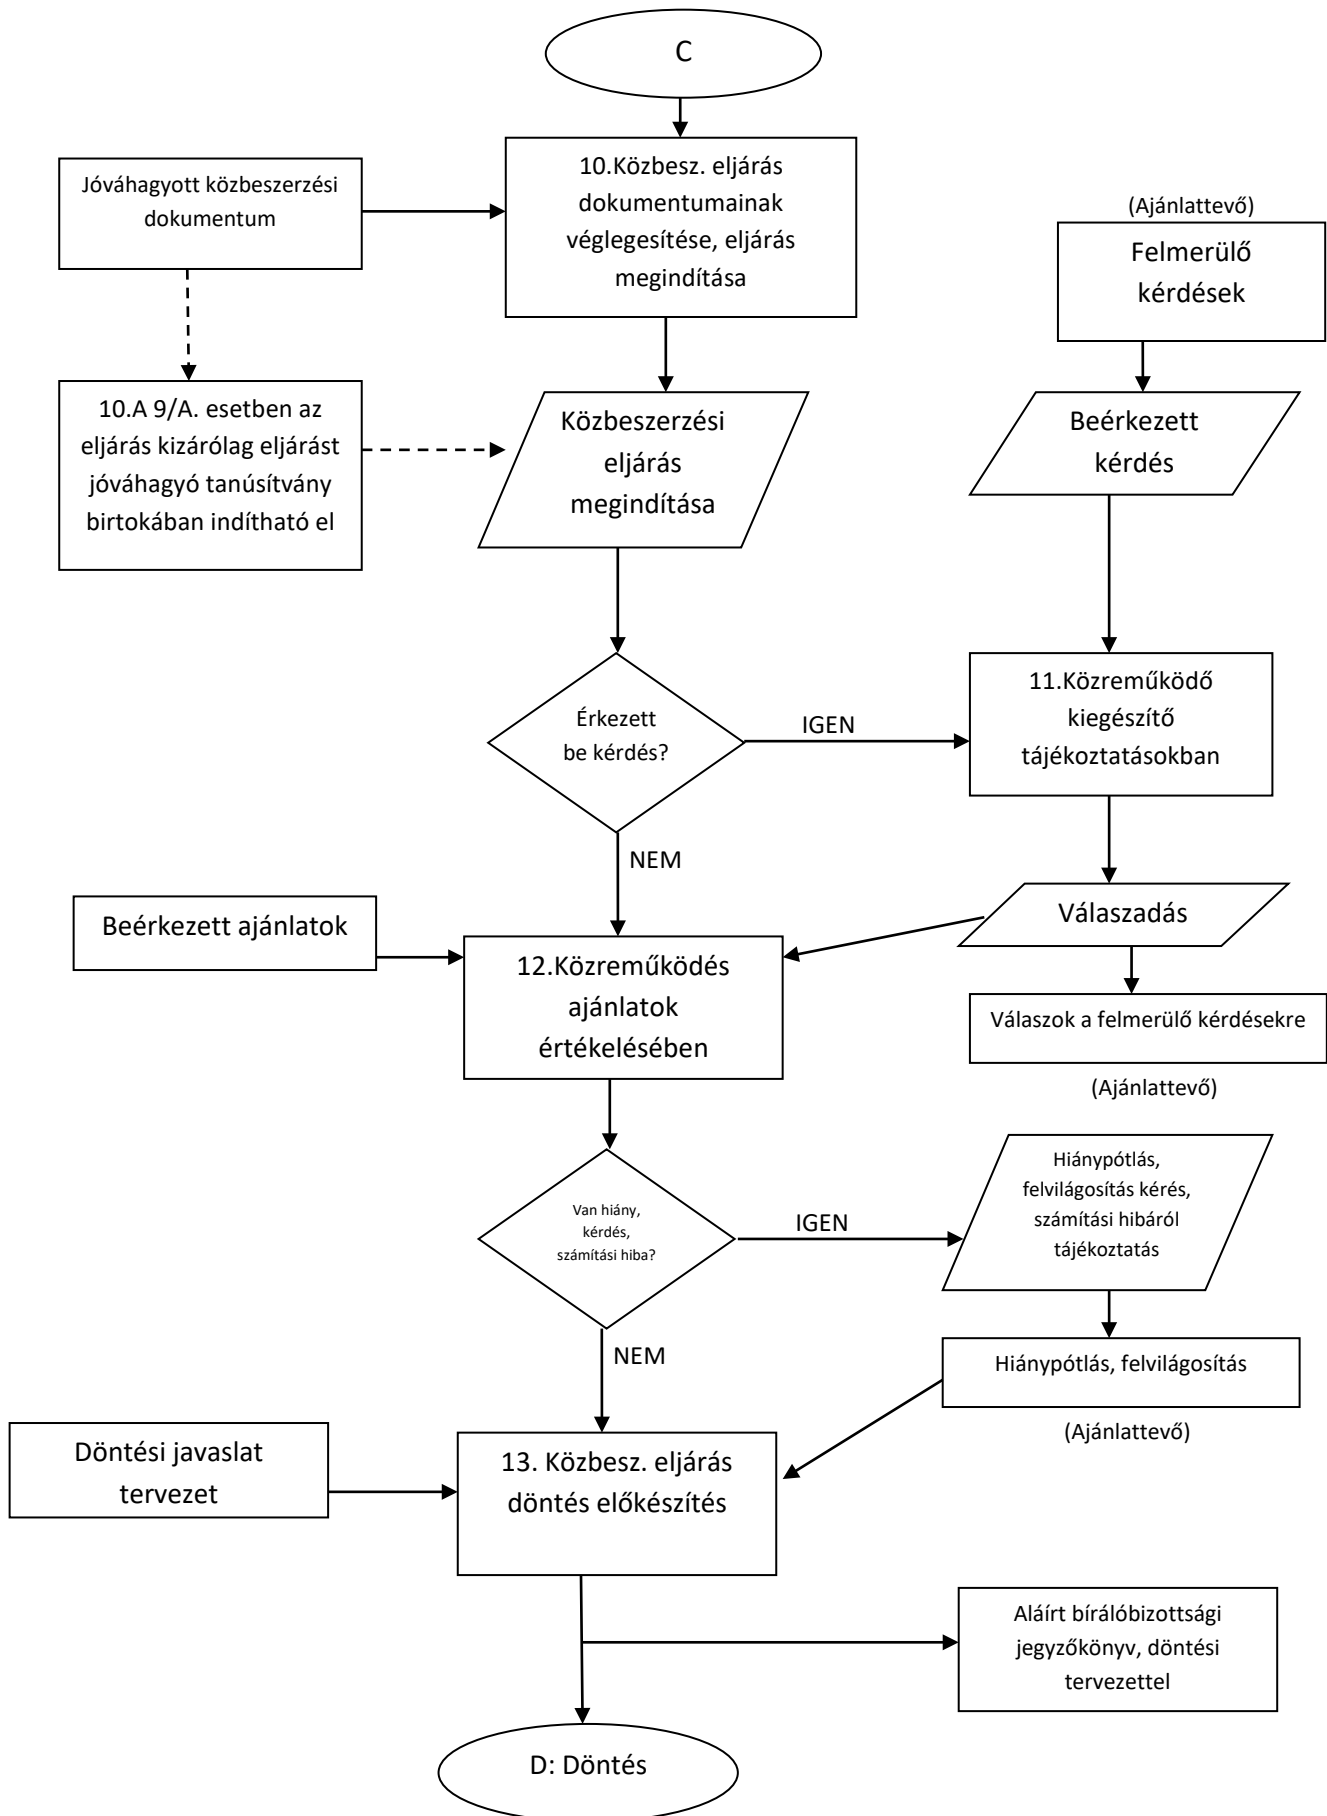 C
10.Közbesz. eljárás
dokumentumainak
véglegesítése, eljárás
megindítása
Jóváhagyott közbeszerzési
dokumentum
(Ajánlattevő)
Felmerülő
kérdések
10.A 9/A. esetben az
eljárás kizárólag eljárást
jóváhagyó tanúsítvány
birtokában indítható el
Közbeszerzési
eljárás
megindítása
Beérkezett
kérdés
Érkezett
be kérdés?
IGEN
11.Közreműködő
kiegészítő
tájékoztatásokban
NEM
Beérkezett ajánlatok
Válaszadás
12.Közreműködés
ajánlatok
értékelésében
Válaszok a felmerülő kérdésekre
(Ajánlattevő)
Van hiány,
kérdés,
számítási hiba?
IGEN
Hiánypótlás,
felvilágosítás kérés,
számítási hibáról
tájékoztatás
NEM
Hiánypótlás, felvilágosítás
(Ajánlattevő)
Döntési javaslat
tervezet
13. Közbesz. eljárás
döntés előkészítés
Aláírt bírálóbizottsági
jegyzőkönyv, döntési
tervezettel
D: Döntés